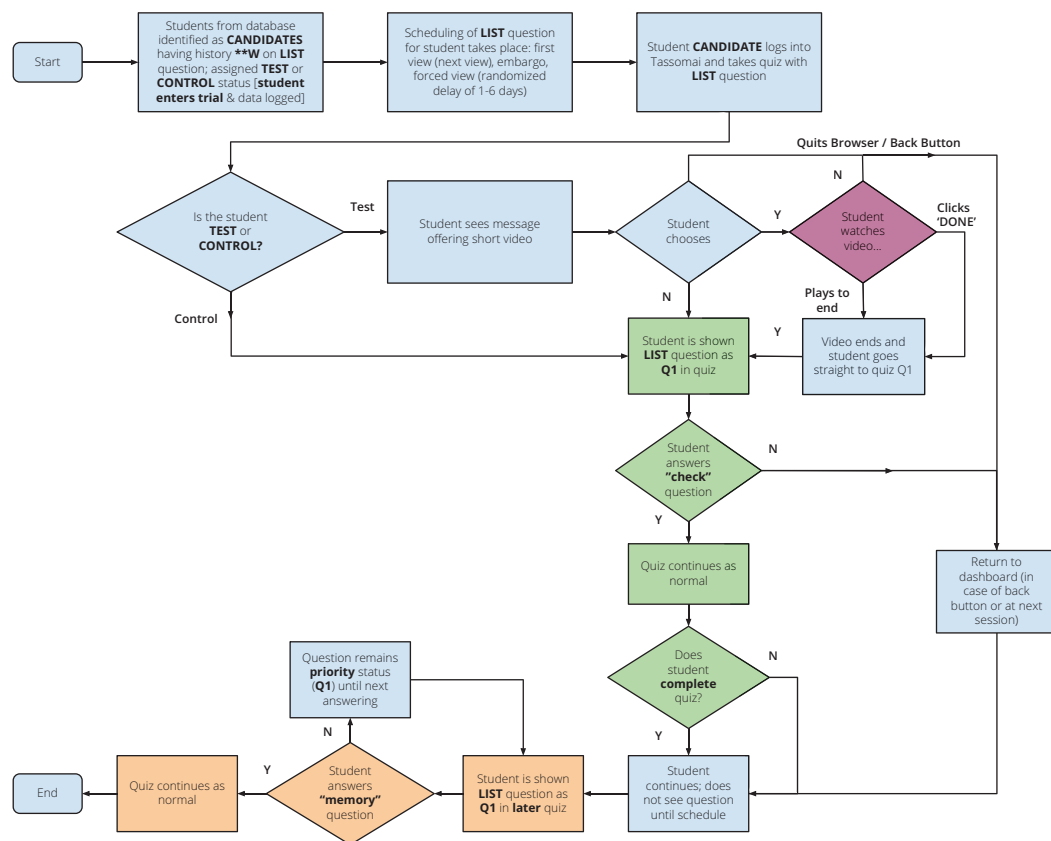 Start
Students from database
identified as CANDIDATES
having history **W on LIST
question; assigned TEST or
CONTROL status [student
enters trial & data logged]
Scheduling of LIST question
for student takes place: first
view (next view), embargo,
forced view (randomized
delay of 1-6 days)
Student CANDIDATE logs into
Tassomai and takes quiz with
LIST question
Quits Browser / Back Button
Is the student
TEST or
CONTROL?
Test
Student sees message
offering short video
Student
chooses
Y
N
Student
watches
video...
Clicks
‘DONE’
Control
N
Plays to
end
Student is shown
LIST question as
Q1 in quiz
Y
Video ends and
student goes
straight to quiz Q1
Student
answers
“check”
question
N
Y
Quiz continues as
normal
Return to
dashboard (in
case of back
button or at next
session)
Does
student
complete
quiz?
N
Y
Question remains
priority status
(Q1) until next
answering
N
End
Quiz continues as
normal
Y
Student
answers
“memory”
question
Student is shown
LIST question as
Q1 in later quiz
Student
continues; does
not see question
until schedule